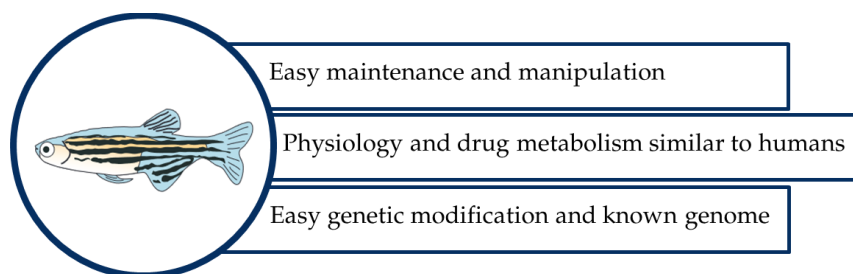 Easy maintenance and manipulation
Physiology and drug metabolism similar to humans
Easy genetic modification and known genome